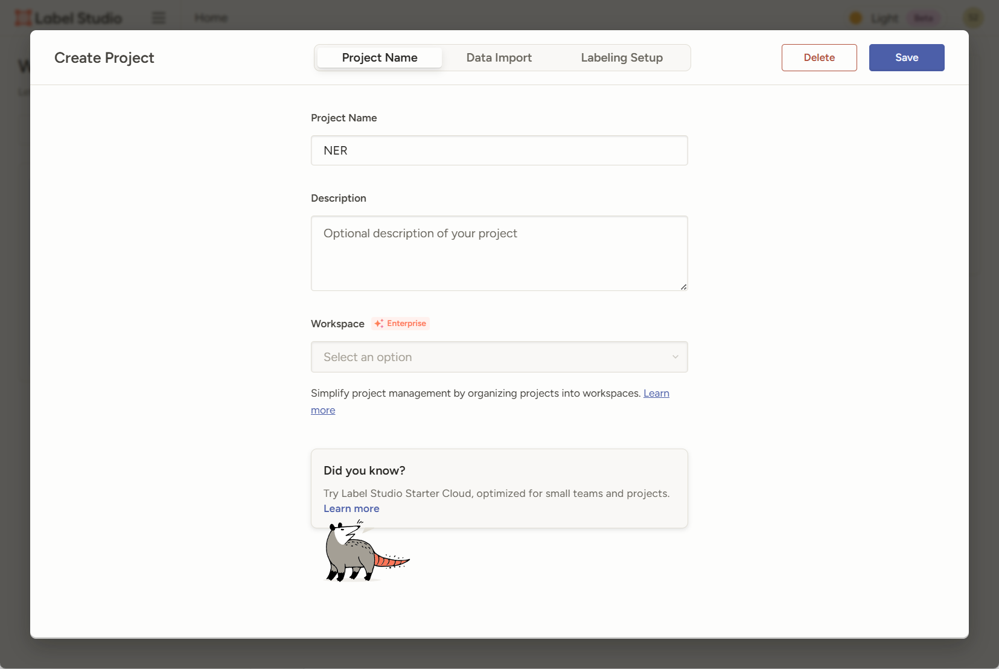 Label Studio
Home
Light
Beta
Create Project
Project Name
Data Import
Labeling Setup
Delete
Save
Project Name
NER
Description
Optional description of your project
Workspace
Enterprise
Select an option
Simplify project management by organizing projects into workspaces. Learn
more
Did you know?
Try Label Studio Starter Cloud, optimized for small teams and projects.
Learn more